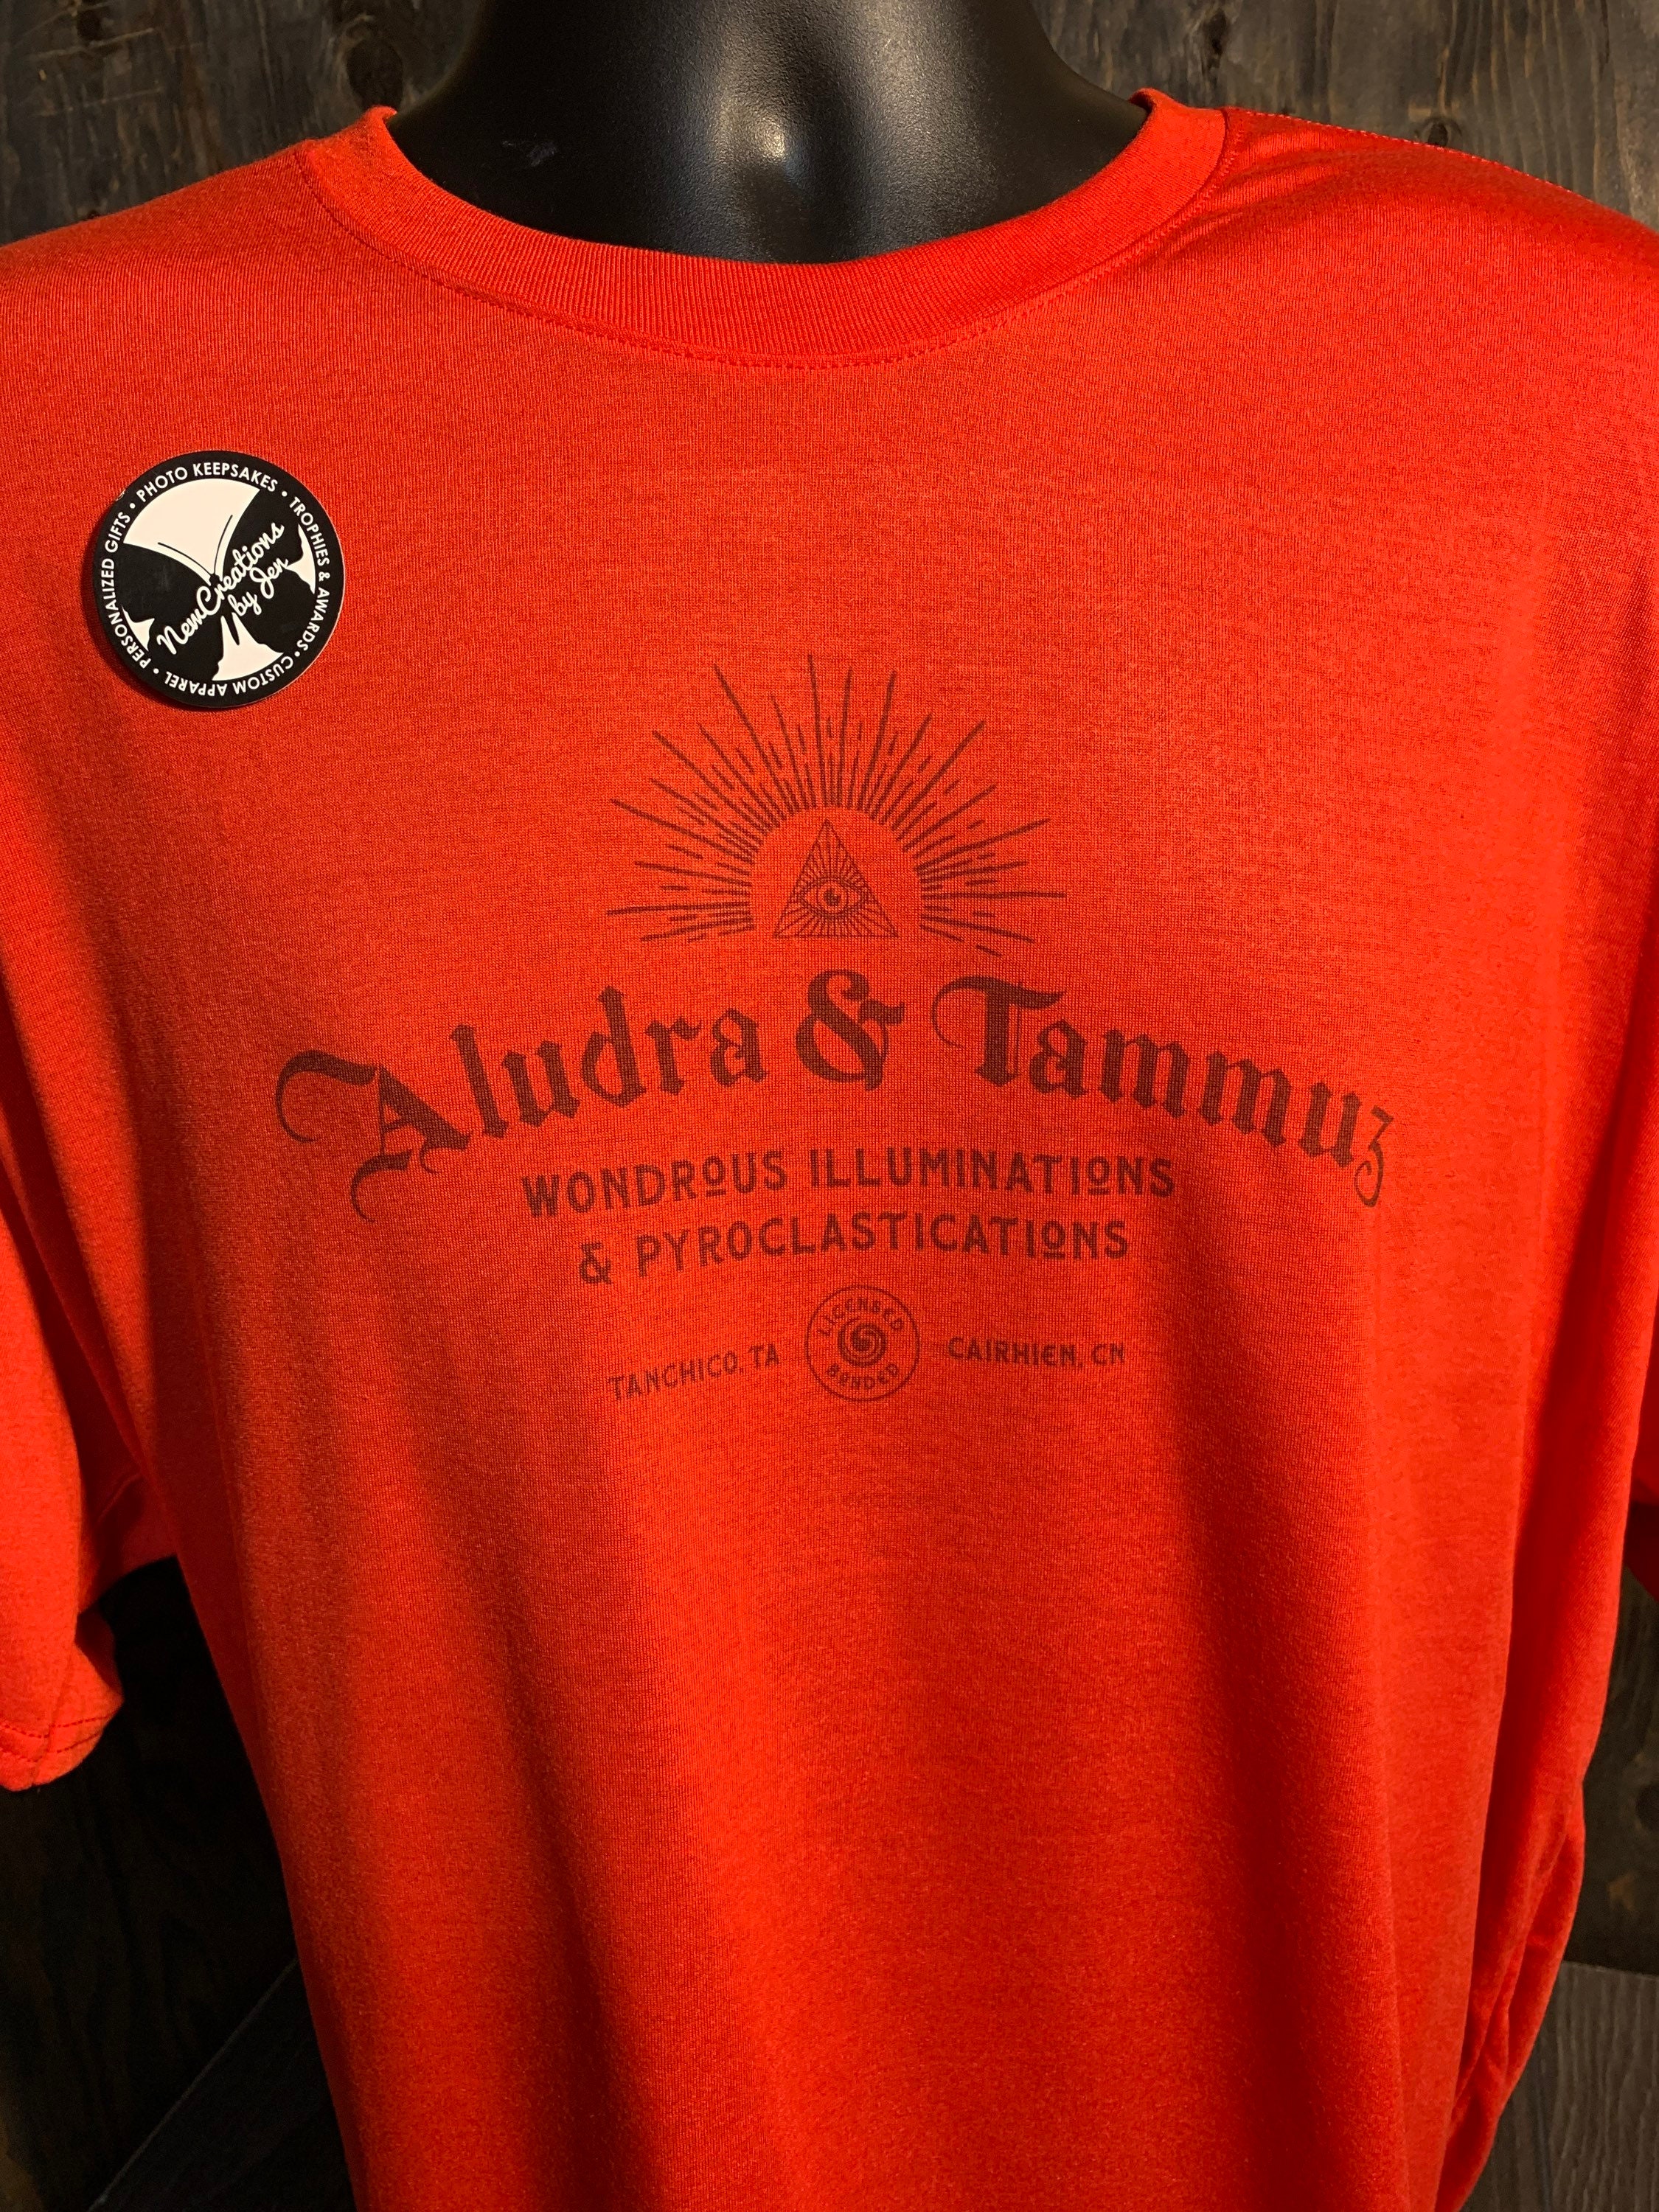 PERSONALIZED GIFTS • PHOTO KEEPSAKES • TROPHIES & AWARDS • CUSTOM APPAREL •
NewCreations
by Jen
Aludra & Tammuz
WONDROUS ILLUMINATIONS
& PYROCLASTICATIONS
TANCHICO, TA
LICENSED
BONDED
CAIRHIEN, CN